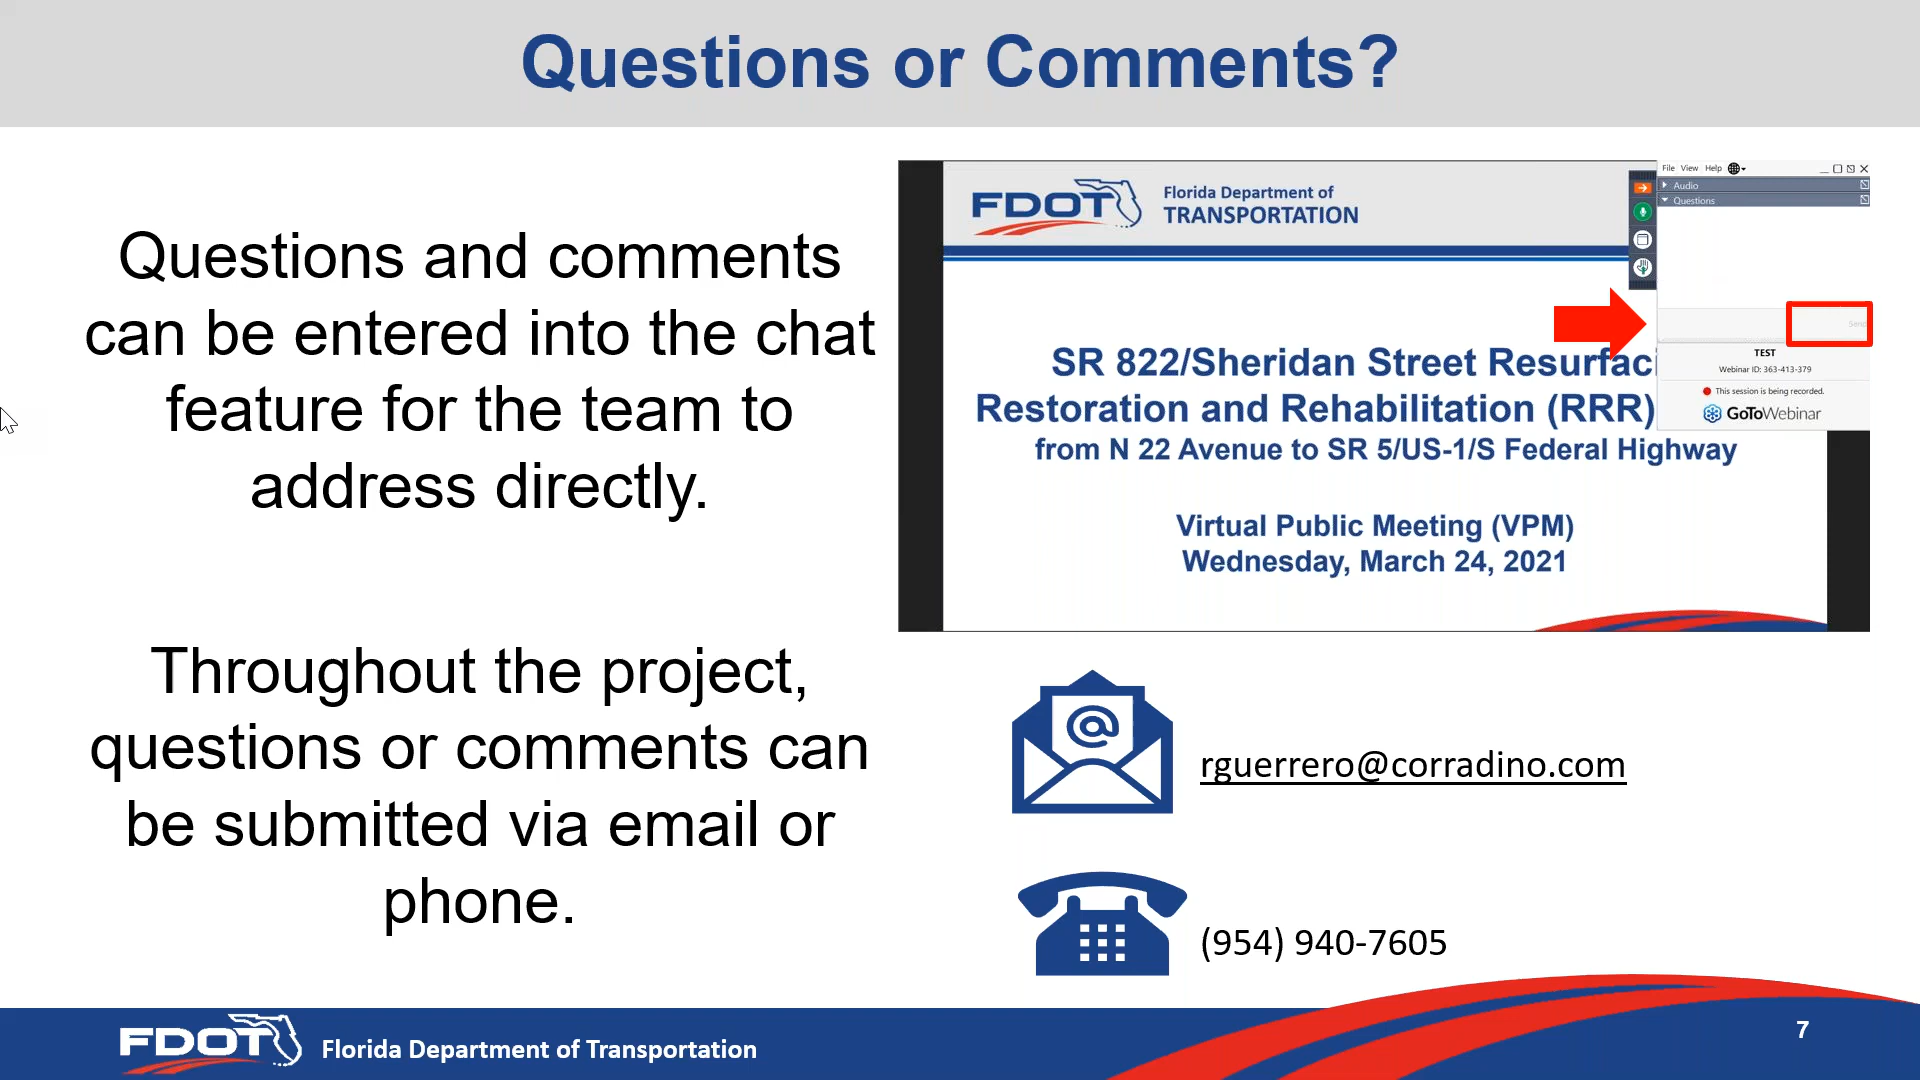 Questions or Comments?
Questions and comments
can be entered into the chat
feature for the team to
address directly.
Throughout the project,
questions or comments can
be submitted via email or
phone.
FDOT
Florida Department of
TRANSPORTATION
SR 822/Sheridan Street Resurfaci
Restoration and Rehabilitation (RRR)
from N 22 Avenue to SR 5/US-1/S Federal Highway
Virtual Public Meeting (VPM)
Wednesday, March 24, 2021
File View Help
Audio
Questions
Send
TEST
Webinar ID: 363-413-379
This session is being recorded.
GoToWebinar
@
rguerrero@corradino.com
(954) 940-7605
FDOT
Florida Department of Transportation
7